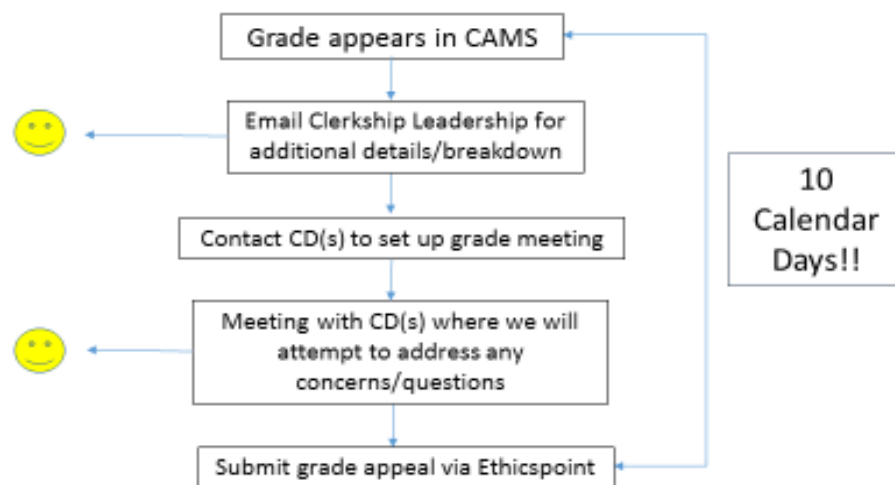 Grade appears in CAMS
Email Clerkship Leadership for
additional details/breakdown
Contact CD(s) to set up grade meeting
Meeting with CD(s) where we will
attempt to address any
concerns/questions
Submit grade appeal via Ethicspoint
10
Calendar
Days!!